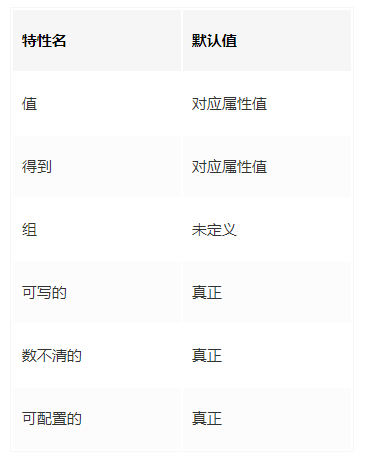 特性名 默认值
值 对应属性值
得到 对应属性值
组 未定义
可写的 真正
数不清的 真正
可配置的 真正